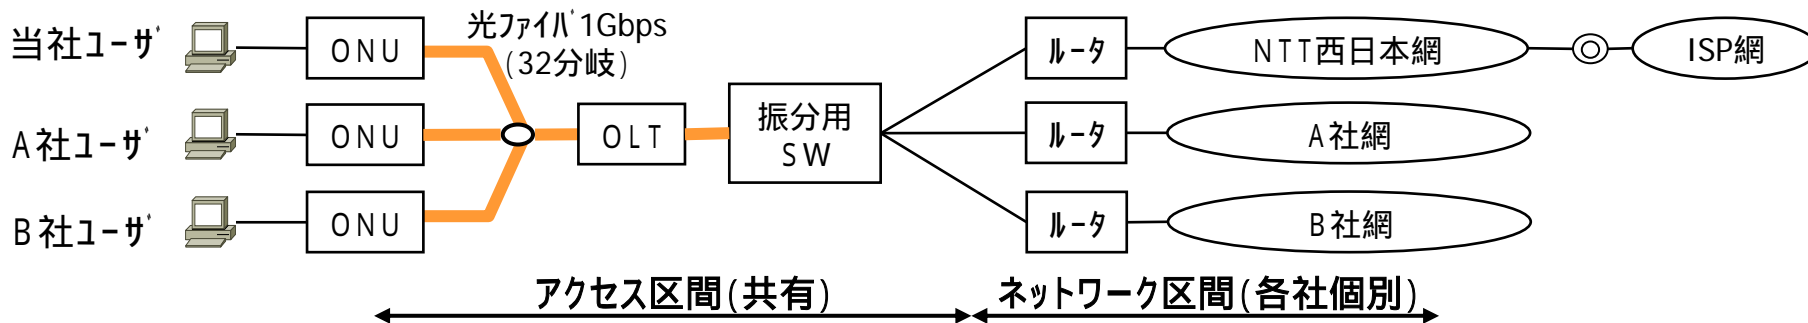 当社ユーザ ONU 光ファイバ1Gbps ルータ NTT西日本網 ISP網
(32分岐)
A社ユーザ ONU OLT 振分用 ルータ A社網
SW
B社ユーザ ONU ルータ B社網
アクセス区間(共有) ネットワーク区間(各社個別)